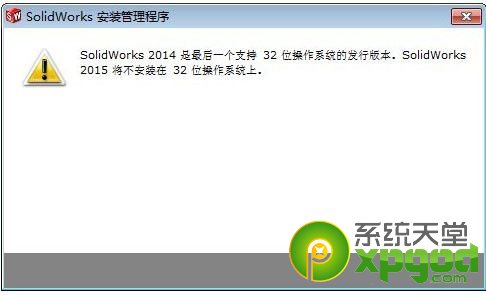 SolidWorks 安装管理程序
SolidWorks 2014 是最后一个支持 32 位操作系统的发行版本。SolidWorks
2015 将不安装在 32 位操作系统上。
系统天堂
xpgod.com